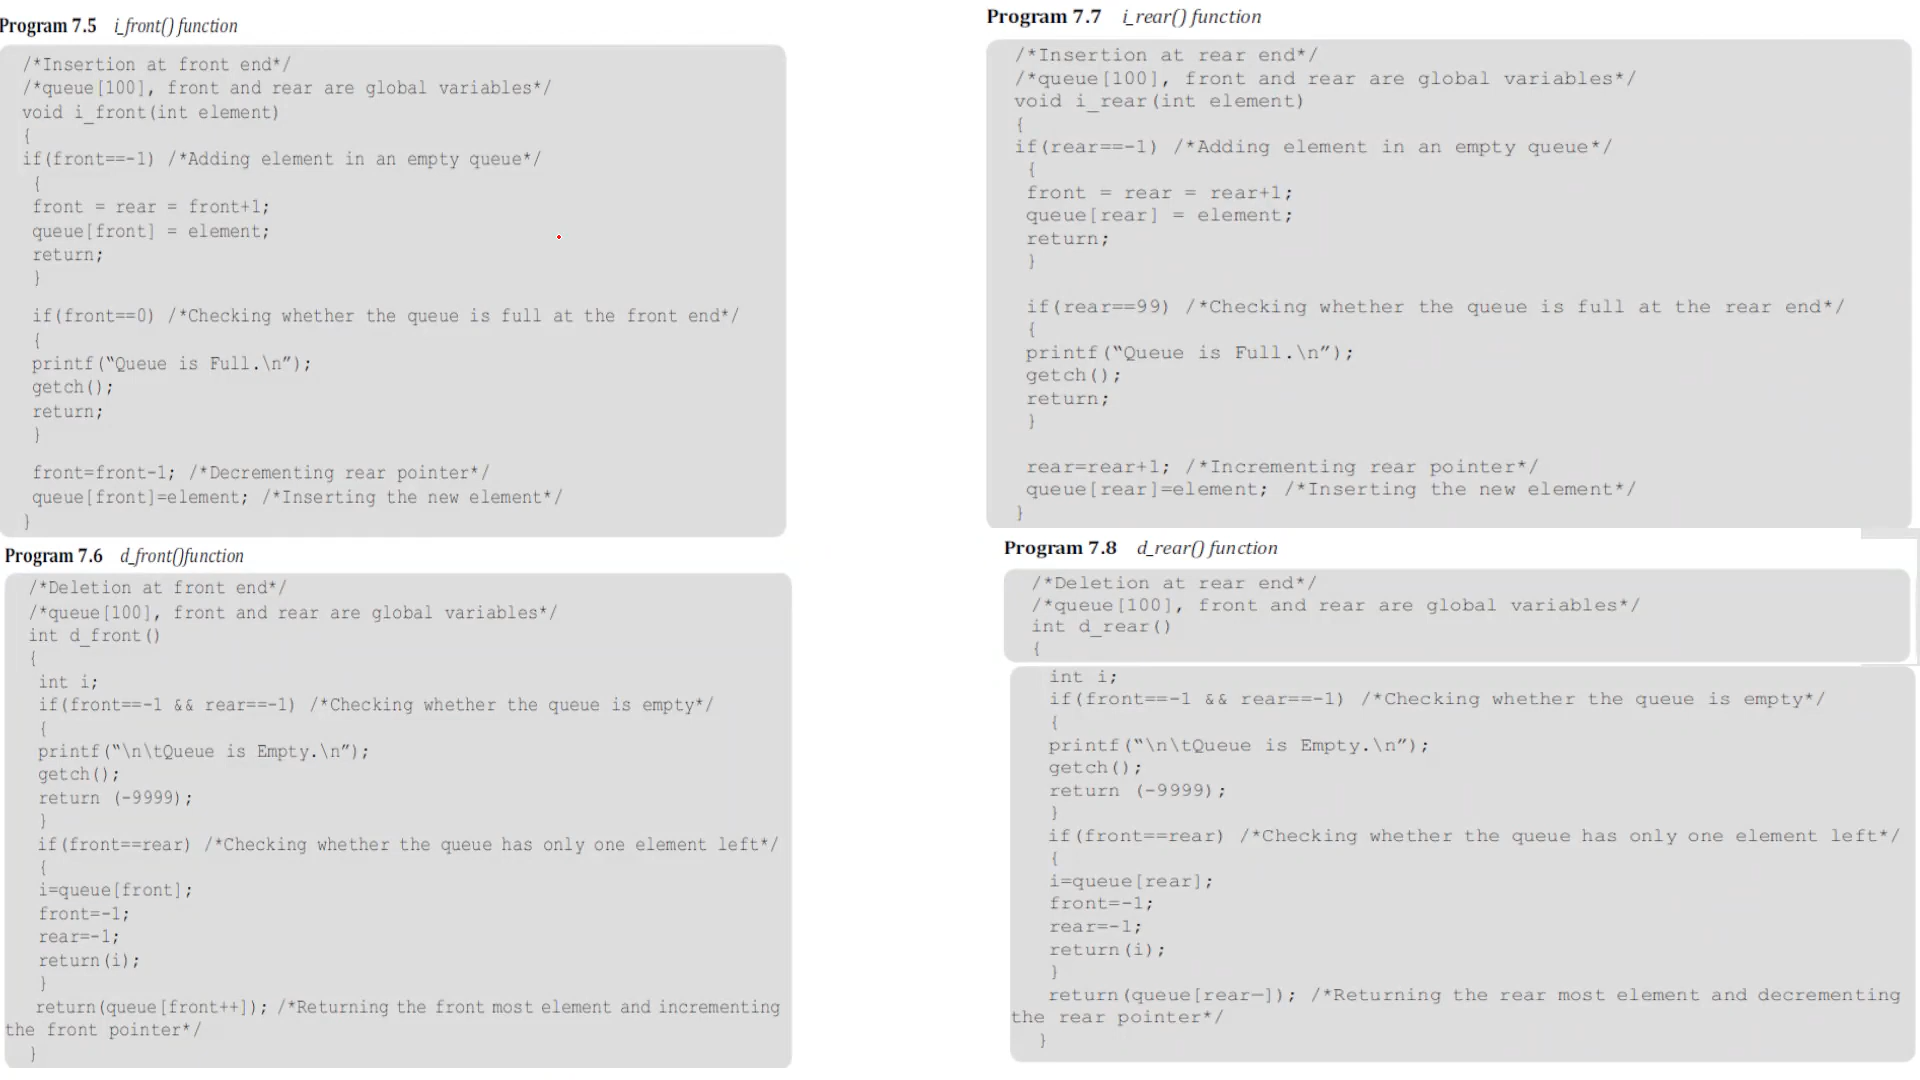 Program 7.5 i_front() function
/*Insertion at front end*/
/*queue[100], front and rear are global variables*/
void i_front(int element)
{
if(front==-1) /*Adding element in an empty queue*/
{
front = rear = front+1;
queue[front] = element;
return;
}
if(front==0) /*Checking whether the queue is full at the front end*/
{
printf(“Queue is Full.\n”);
getch();
return;
}
front=front-1; /*Decrementing rear pointer*/
queue[front]=element; /*Inserting the new element*/
}
Program 7.6 d_front()function
/*Deletion at front end*/
/*queue[100], front and rear are global variables*/
int d_front()
{
int i;
if(front==-1 && rear==-1) /*Checking whether the queue is empty*/
{
printf(“\n\tQueue is Empty.\n”);
getch();
return (-9999);
}
if(front==rear) /*Checking whether the queue has only one element left*/
{
i=queue[front];
front=-1;
rear=-1;
return(i);
}
return(queue[front++]); /*Returning the front most element and incrementing
the front pointer*/
}
Program 7.7 i_rear() function
/*Insertion at rear end*/
/*queue[100], front and rear are global variables*/
void i_rear(int element)
{
if(rear==-1) /*Adding element in an empty queue*/
{
front = rear = rear+1;
queue[rear] = element;
return;
}
if(rear==99) /*Checking whether the queue is full at the rear end*/
{
printf(“Queue is Full.\n”);
getch();
return;
}
rear=rear+1; /*Incrementing rear pointer*/
queue[rear]=element; /*Inserting the new element*/
}
Program 7.8 d_rear() function
/*Deletion at rear end*/
/*queue[100], front and rear are global variables*/
int d_rear()
{
int i;
if(front==-1 && rear==-1) /*Checking whether the queue is empty*/
{
printf(“\n\tQueue is Empty.\n”);
getch();
return (-9999);
}
if(front==rear) /*Checking whether the queue has only one element left*/
{
i=queue[rear];
front=-1;
rear=-1;
return(i);
}
return(queue[rear—]); /*Returning the rear most element and decrementing
the rear pointer*/
}